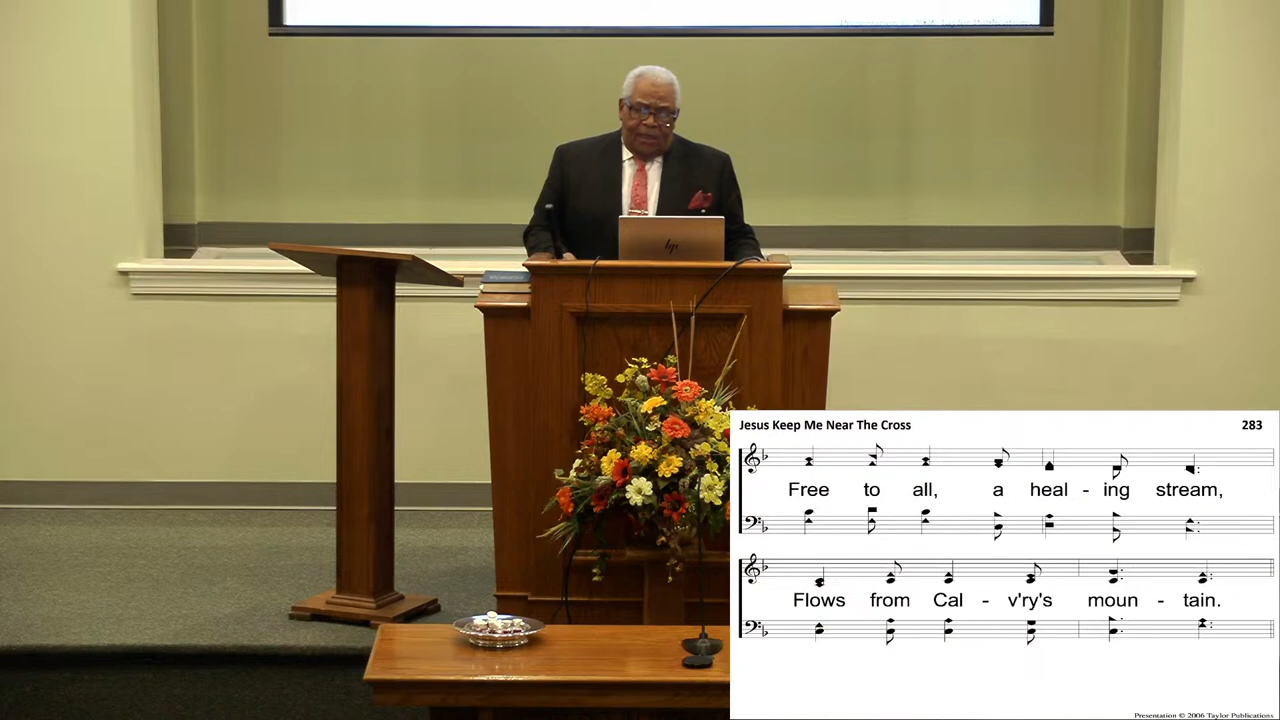 hp
Jesus Keep Me Near The Cross 283
Free to all, a heal - ing stream,
Flows from Cal - v'ry's moun - tain.
Presentation © 2006 Taylor Publications